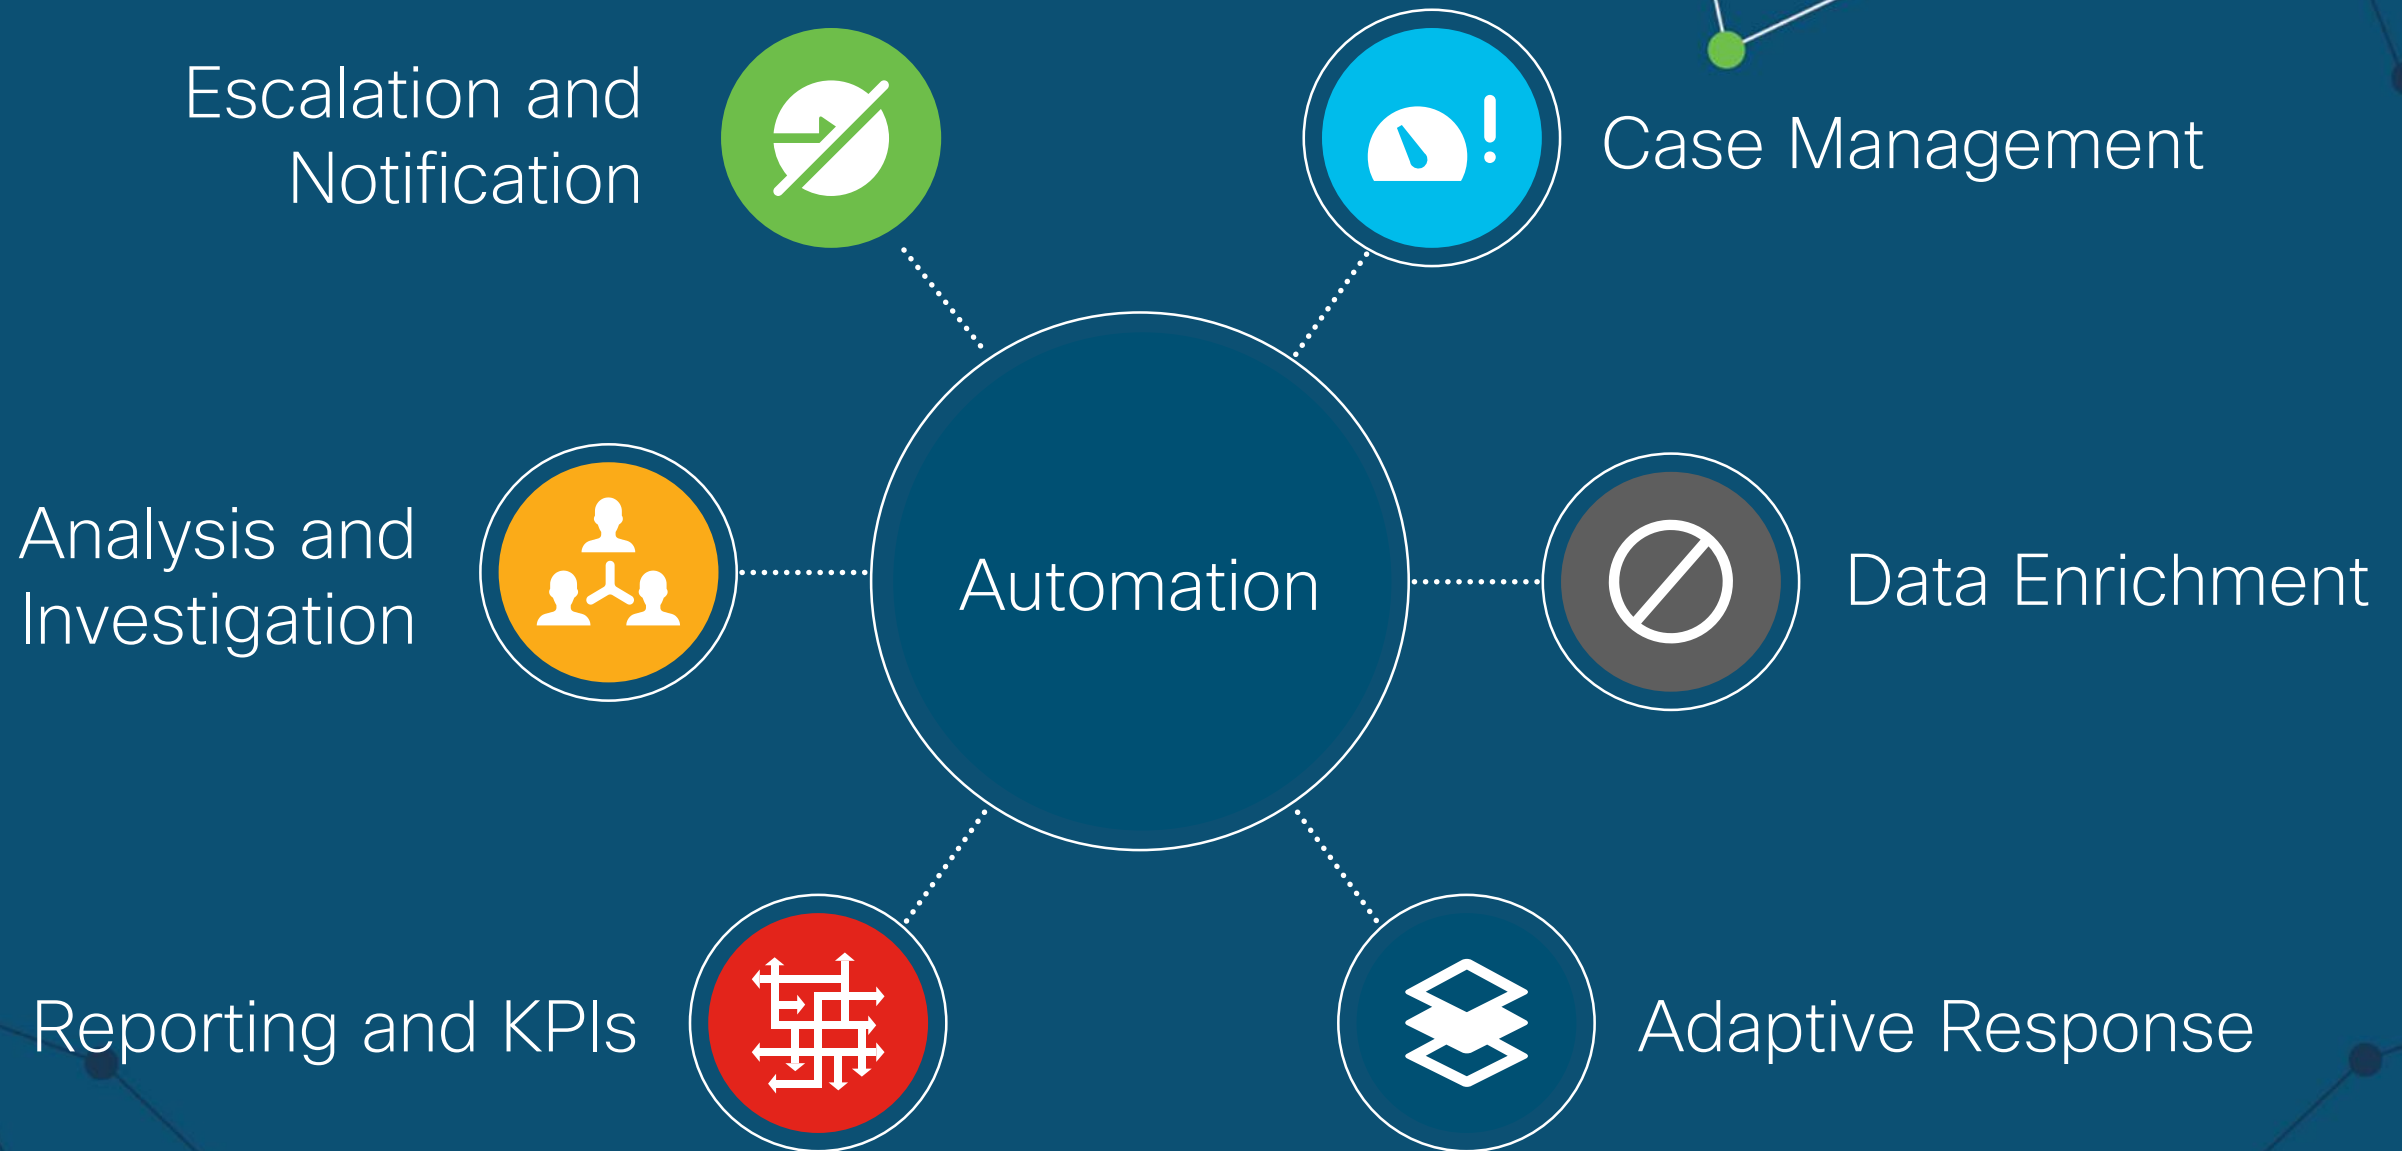 Escalation and
Notification
Case Management
Analysis and
Investigation
Automation
Data Enrichment
Reporting and KPIs
Adaptive Response